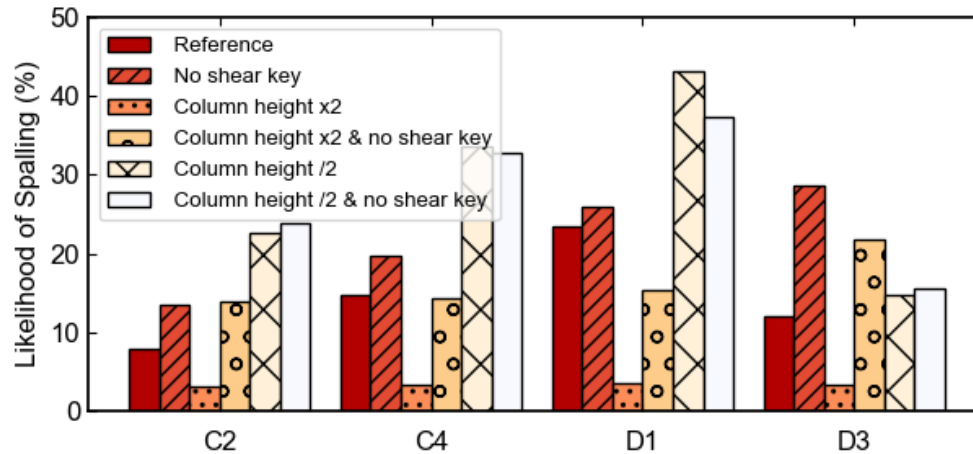 Likelihood of Spalling (%)
50
40
30
20
10
0
Reference
No shear key
Column height x2
Column height x2 & no shear key
Column height /2
Column height /2 & no shear key
C2 C4 D1 D3